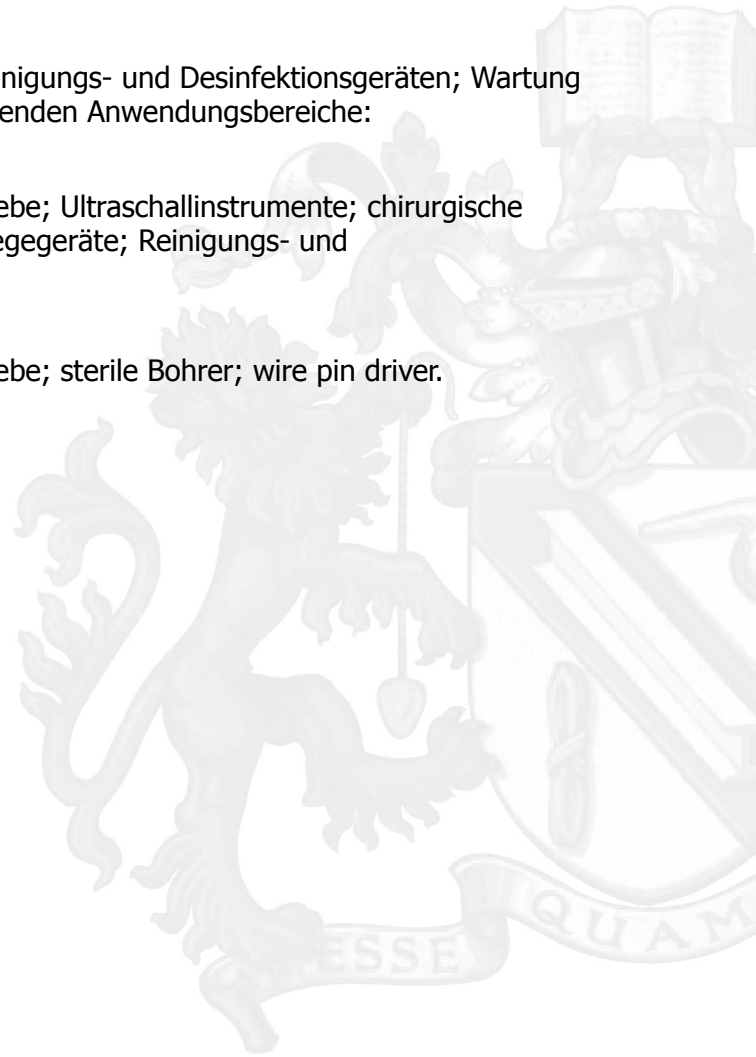 nigungs- und Desinfektionsgeräten; Wartung
enden Anwendungsbereiche:
ebe; Ultraschallinstrumente; chirurgische
egegeräte; Reinigungs- und
ebe; sterile Bohrer; wire pin driver.
ESSE QUAM